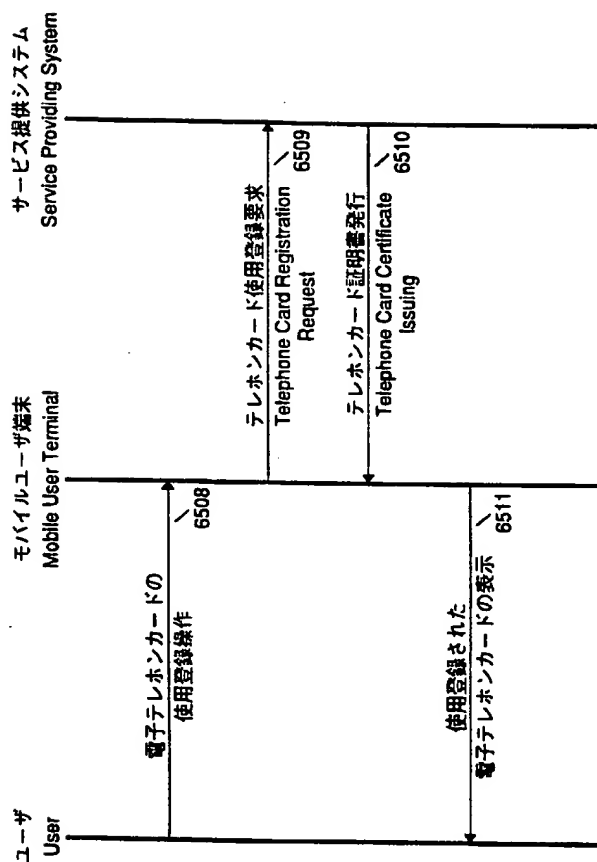 ユーザ
User
モバイルユーザ端末
Mobile User Terminal
サービス提供システム
Service Providing System
電子テレホンカードの
使用登録操作
6508
テレホンカード使用登録要求
Telephone Card Registration
Request
6509
テレホンカード証明書発行
Telephone Card Certificate
Issuing
6510
使用登録された
電子テレホンカードの表示
6511